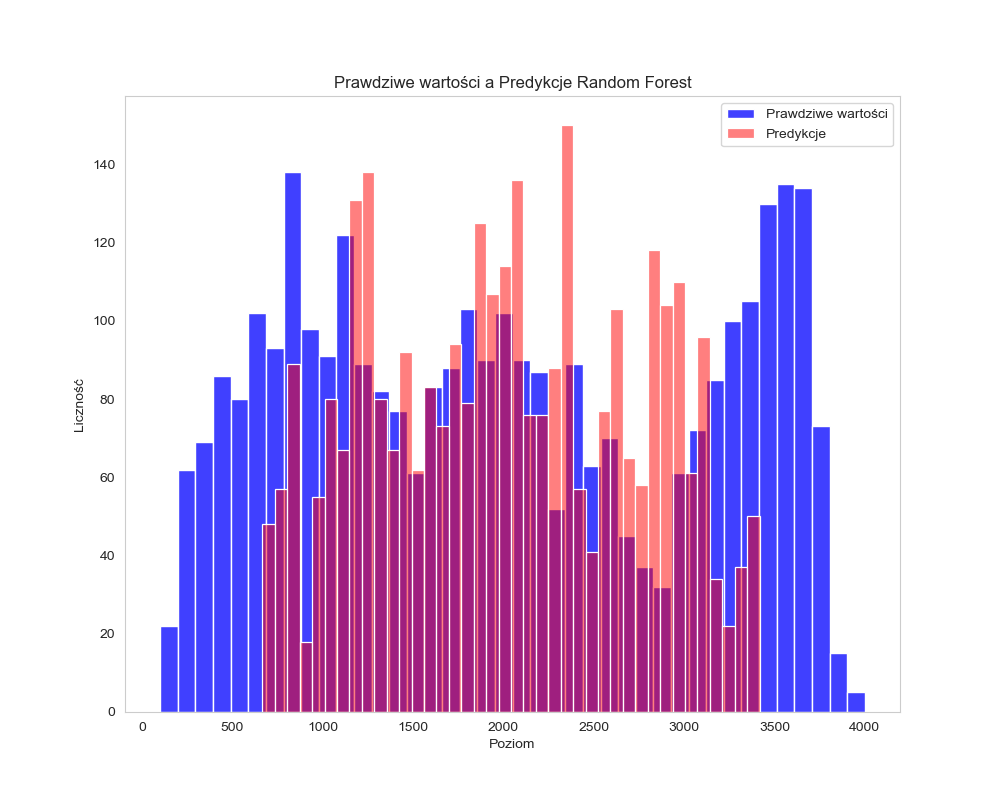 Prawdziwe wartości a Predykcje Random Forest
Prawdziwe wartości
Predykcje
Liczność
140
120
100
80
60
40
20
0
0 500 1000 1500 2000 2500 3000 3500 4000
Poziom